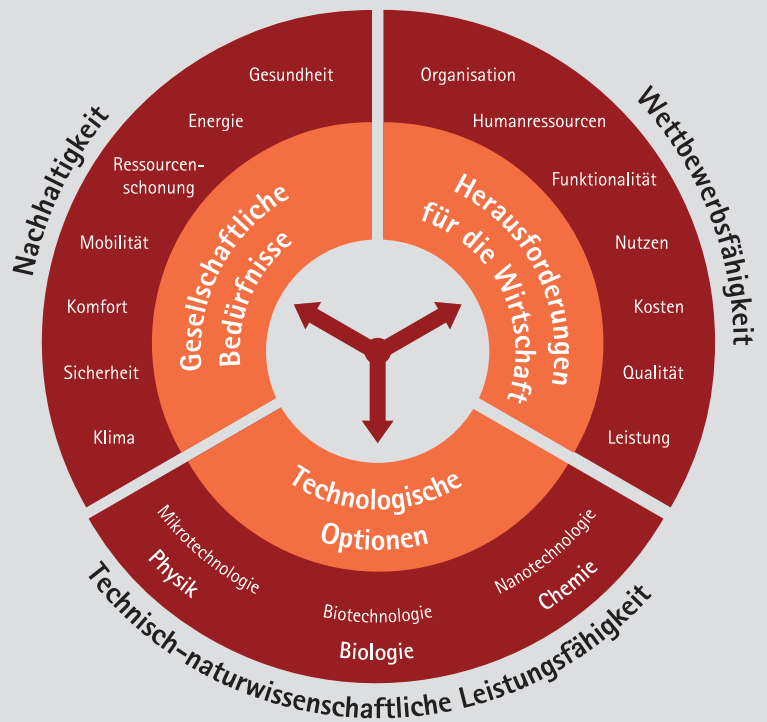 Nachhaltigkeit
Gesundheit
Energie
Ressourcen-
schonung
Mobilität
Komfort
Sicherheit
Klima
Gesellschaftliche
Bedürfnisse
Wettbewerbsfähigkeit
Organisation
Humanressourcen
Funktionalität
Nutzen
Kosten
Qualität
Leistung
Herausforderungen
für die Wirtschaft
Technologische
Optionen
Mikrotechnologie
Physik
Biotechnologie
Biologie
Nanotechnologie
Chemie
Technisch-naturwissenschaftliche Leistungsfähigkeit